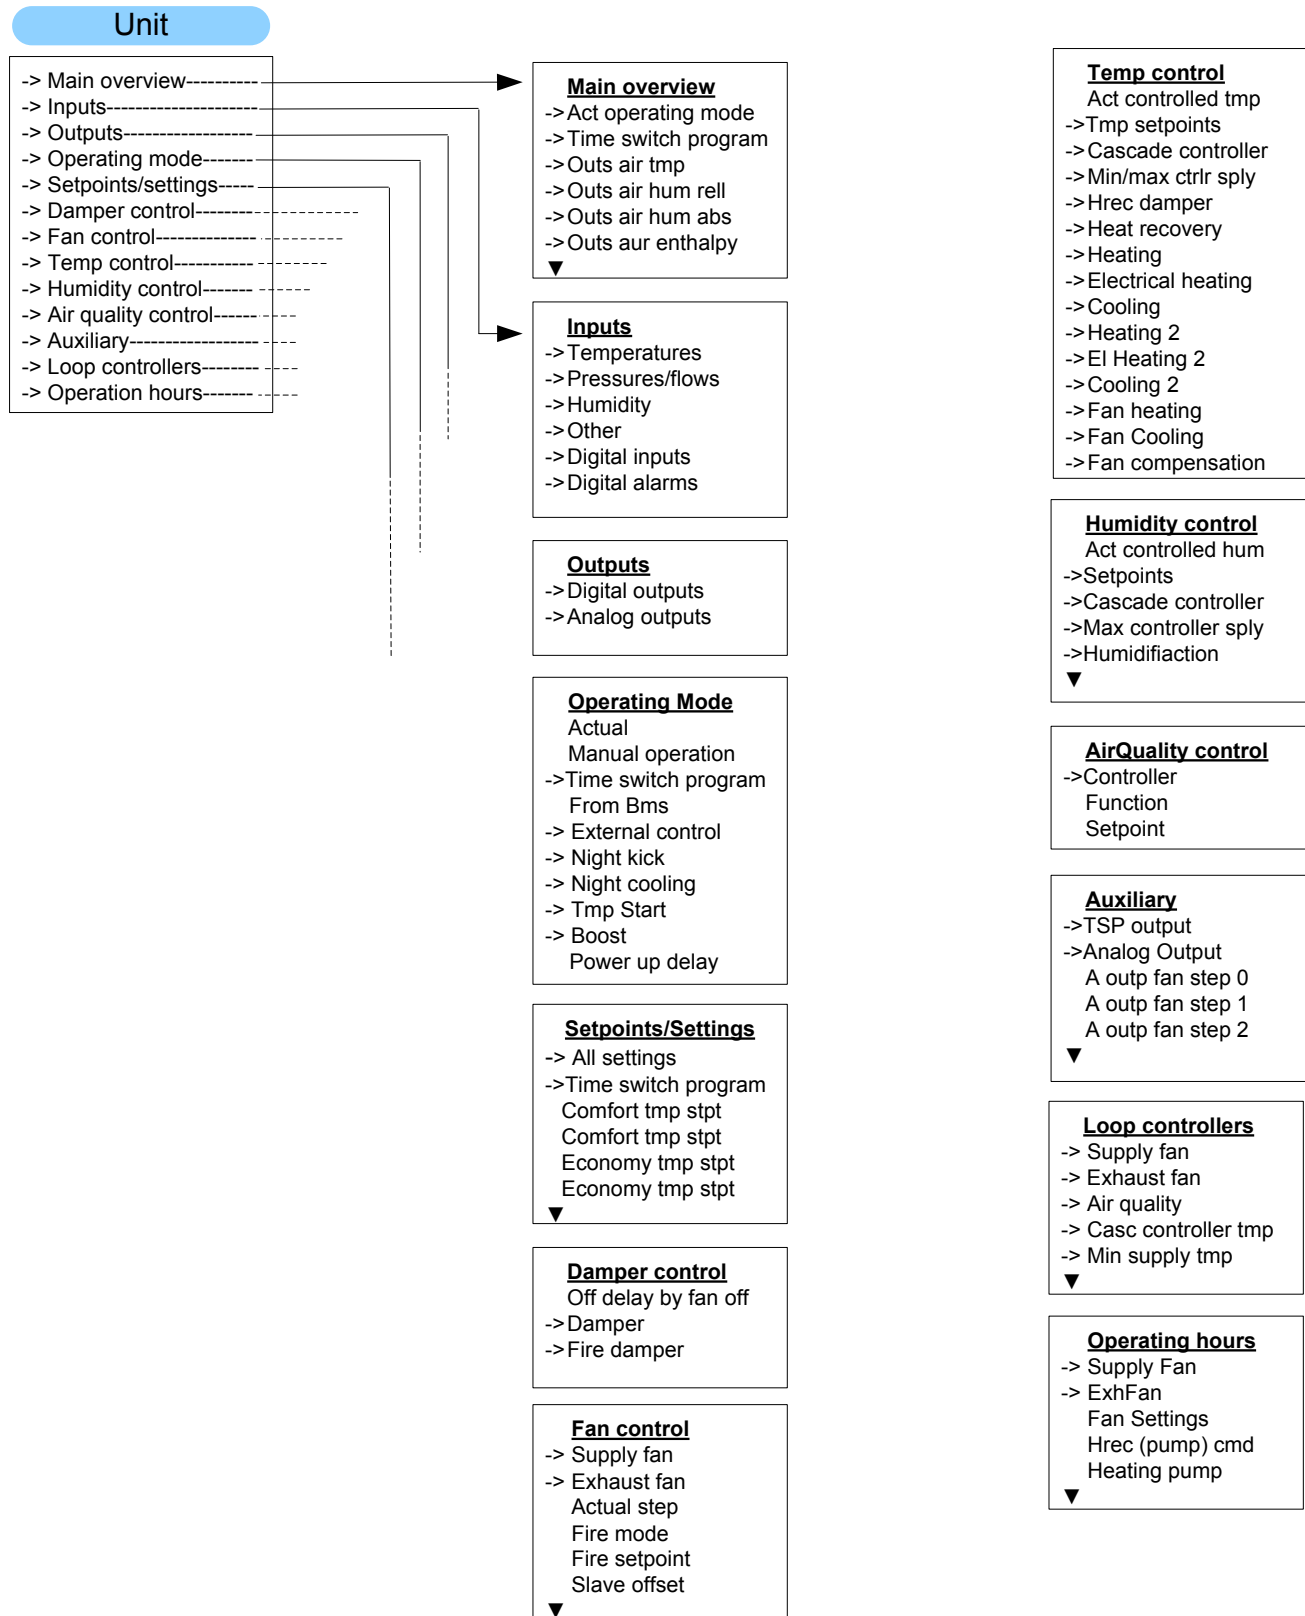 Unit
-> Main overview----------
-> Inputs---------------------
-> Outputs------------------
-> Operating mode-------
-> Setpoints/settings-----
-> Damper control--------
-> Fan control--------------
-> Temp control-----------
-> Humidity control-------
-> Air quality control------
-> Auxiliary------------------
-> Loop controllers--------
-> Operation hours-------
Main overview
->Act operating mode
->Time switch program
->Outs air tmp
->Outs air hum rell
->Outs air hum abs
->Outs aur enthalpy
▼
Inputs
->Temperatures
->Pressures/flows
->Humidity
->Other
->Digital inputs
->Digital alarms
Outputs
->Digital outputs
->Analog outputs
Operating Mode
Actual
Manual operation
->Time switch program
From Bms
-> External control
-> Night kick
-> Night cooling
-> Tmp Start
-> Boost
Power up delay
Setpoints/Settings
-> All settings
->Time switch program
Comfort tmp stpt
Comfort tmp stpt
Economy tmp stpt
Economy tmp stpt
▼
Damper control
Off delay by fan off
->Damper
->Fire damper
Fan control
-> Supply fan
-> Exhaust fan
Actual step
Fire mode
Fire setpoint
Slave offset
▼
Temp control
Act controlled tmp
->Tmp setpoints
->Cascade controller
->Min/max ctrlr sply
->Hrec damper
->Heat recovery
->Heating
->Electrical heating
->Cooling
->Heating 2
->El Heating 2
->Cooling 2
->Fan heating
->Fan Cooling
->Fan compensation
Humidity control
Act controlled hum
->Setpoints
->Cascade controller
->Max controller sply
->Humidifiaction
▼
AirQuality control
->Controller
Function
Setpoint
Auxiliary
->TSP output
->Analog Output
A outp fan step 0
A outp fan step 1
A outp fan step 2
▼
Loop controllers
-> Supply fan
-> Exhaust fan
-> Air quality
-> Casc controller tmp
-> Min supply tmp
▼
Operating hours
-> Supply Fan
-> ExhFan
Fan Settings
Hrec (pump) cmd
Heating pump
▼